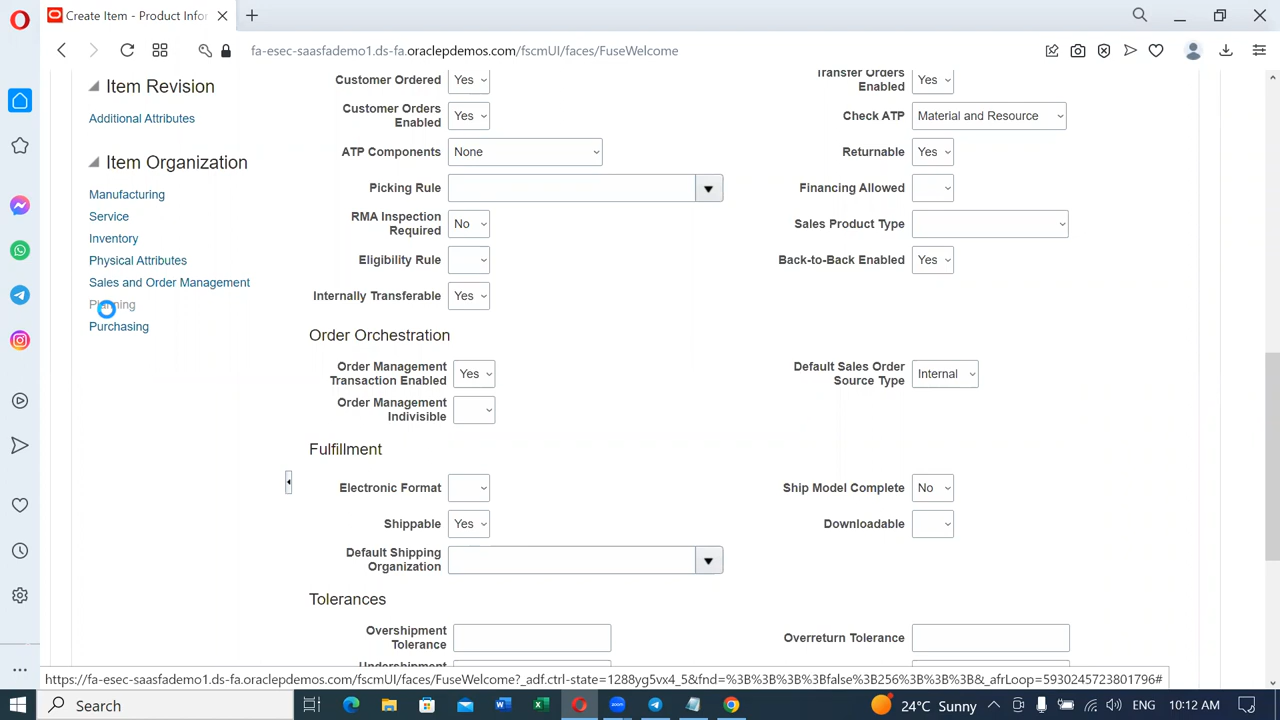 Create Item - Product Infor
fa-esec-saasfademo1.ds-fa.oraclepdemos.com/fscmUI/faces/FuseWelcome
Item Revision
Additional Attributes
Item Organization
Manufacturing
Service
Inventory
Physical Attributes
Sales and Order Management
Planning
Purchasing
Customer Ordered Yes
Transfer Orders
Enabled Yes
Customer Orders
Enabled Yes
Check ATP Material and Resource
ATP Components None
Returnable Yes
Picking Rule
Financing Allowed
RMA Inspection
Required No
Sales Product Type
Eligibility Rule
Back-to-Back Enabled Yes
Internally Transferable Yes
Order Orchestration
Order Management
Transaction Enabled Yes
Default Sales Order
Source Type Internal
Order Management
Indivisible
Fulfillment
Electronic Format
Ship Model Complete No
Shippable Yes
Downloadable
Default Shipping
Organization
Tolerances
Overshipment
Tolerance
Overreturn Tolerance
Undershipment
https://fa-esec-saasfademo1.ds-fa.oraclepdemos.com/fscmUI/faces/FuseWelcome?_adf.ctrl-state=1288yg5vx4_5&fnd=%3B%3B%3B%3Bfalse%3B256%3B%3B%3B&_afrLoop=5930245723801796#
Search
24°C Sunny
ENG
10:12 AM